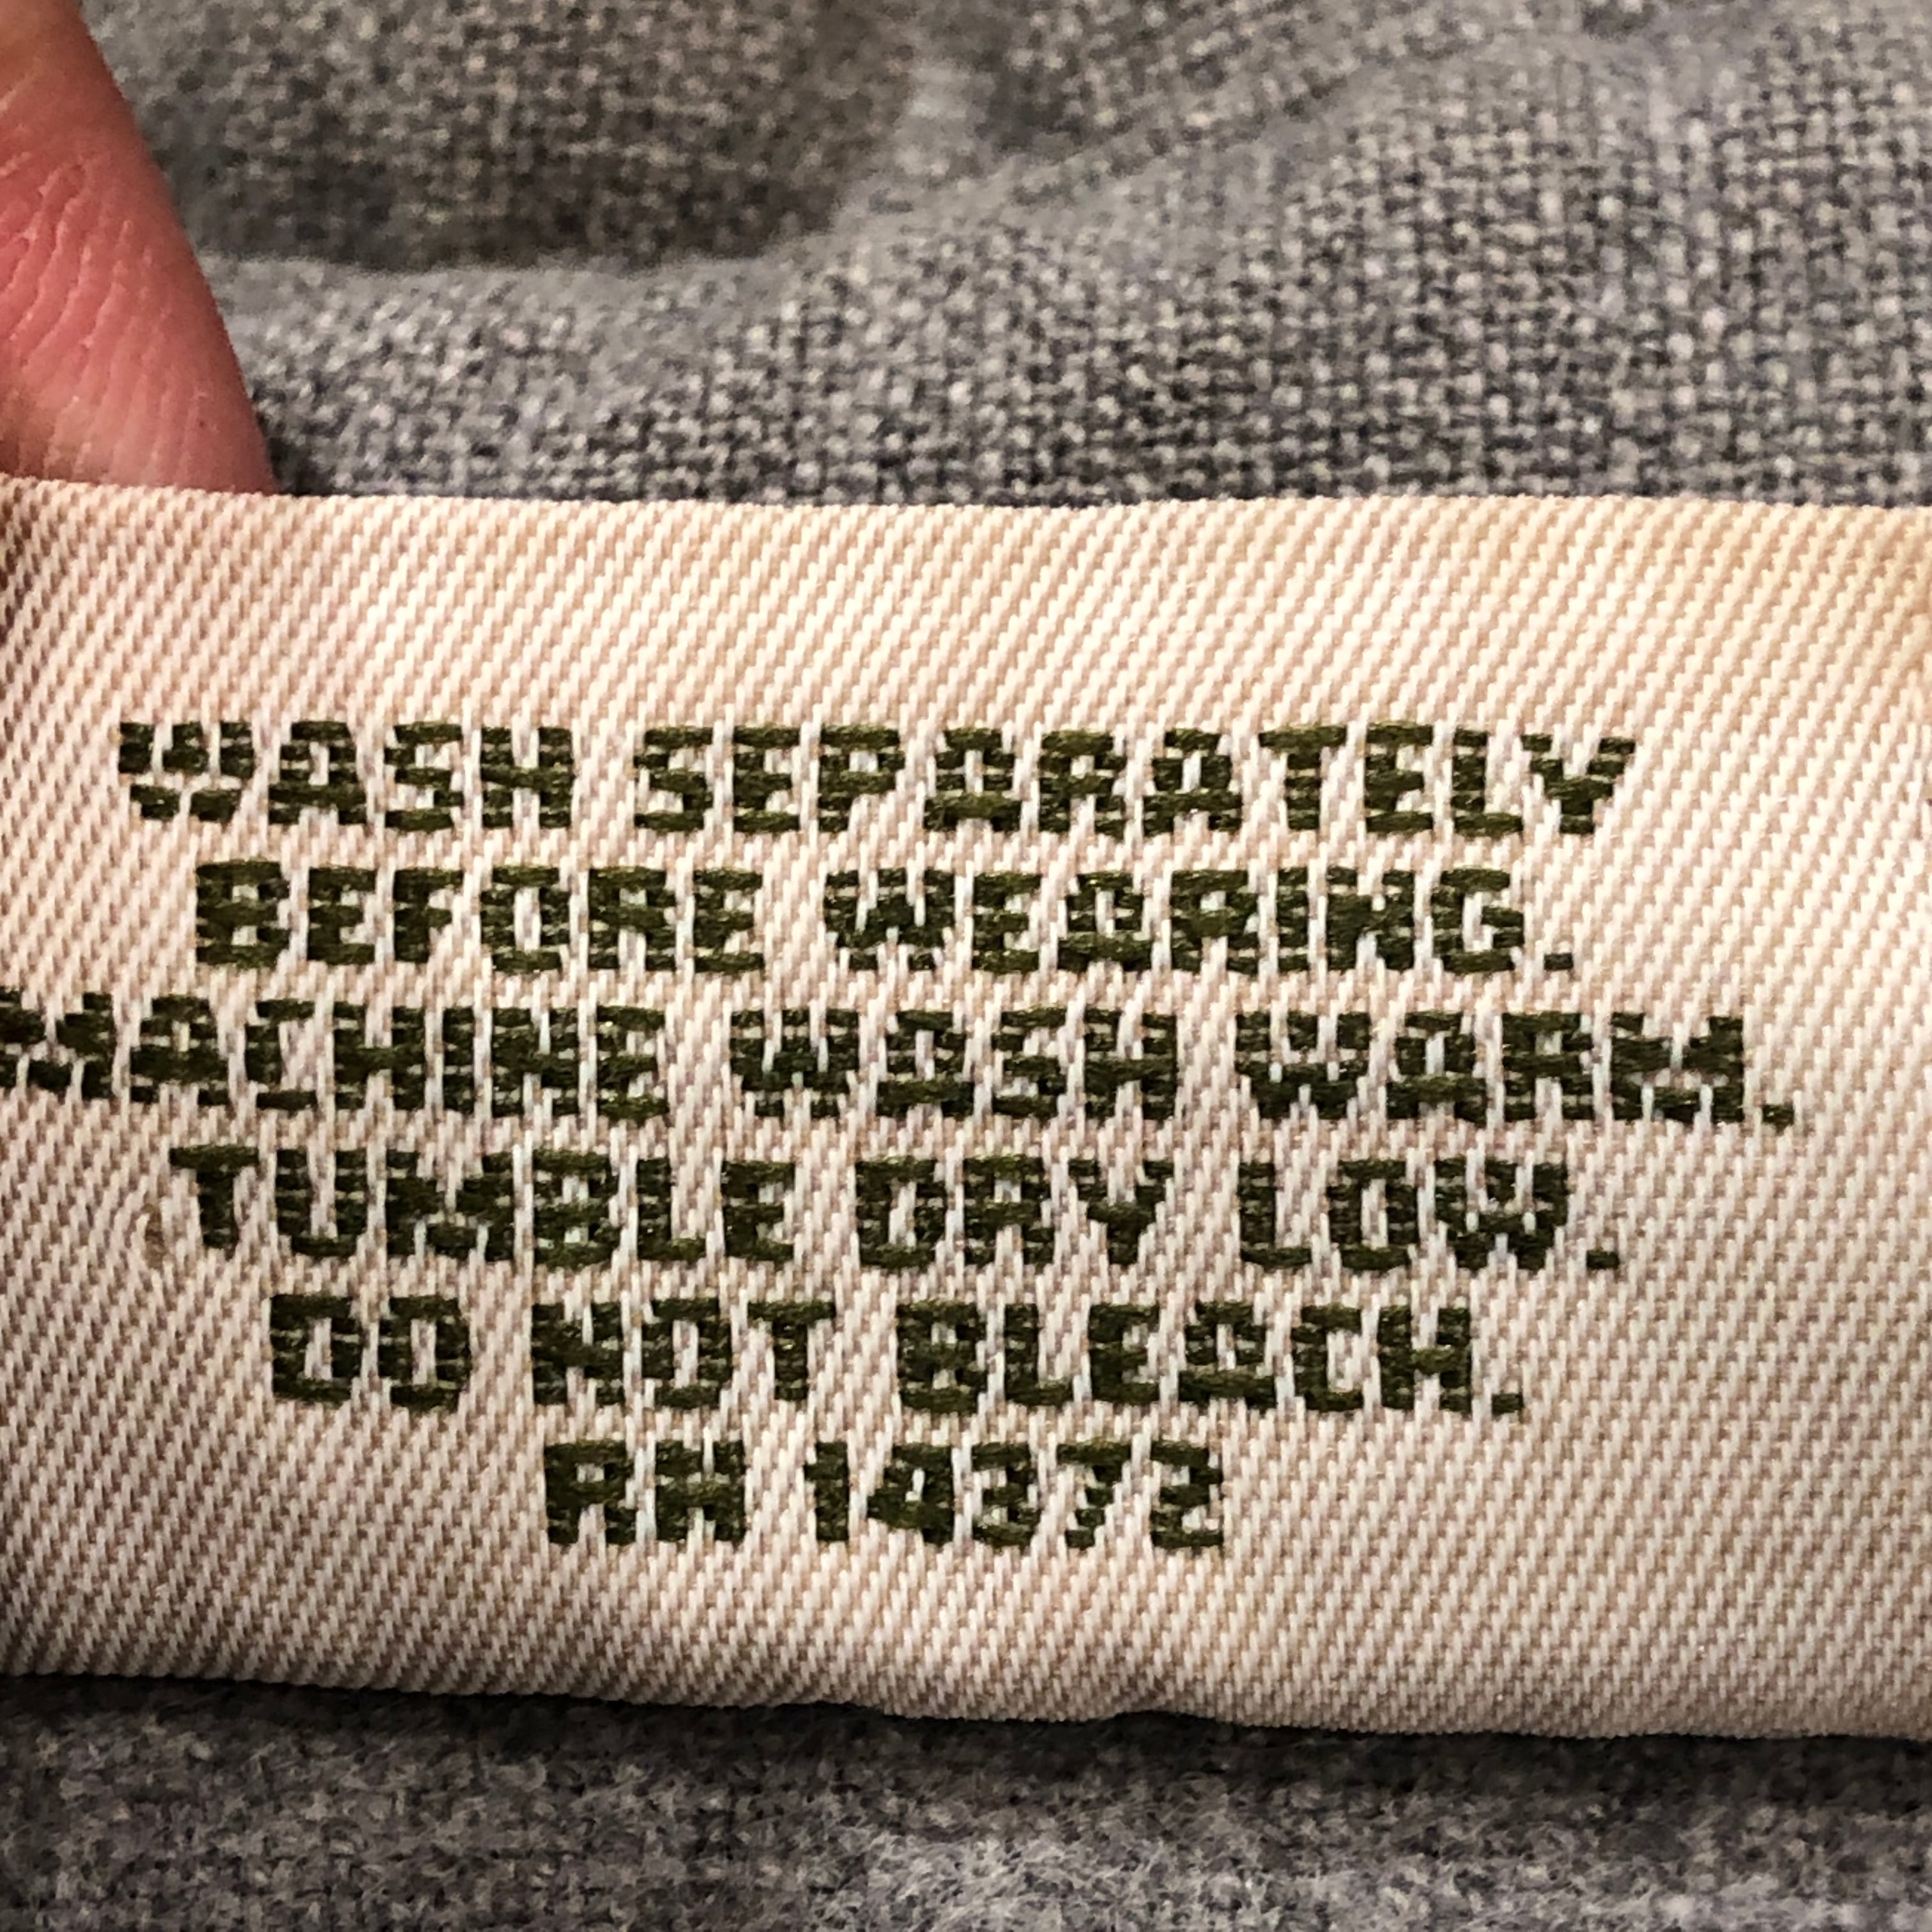 WASH SEPARATELY
BEFORE WEARING.
MACHINE WASH WARM.
TUMBLE DRY LOW.
DO NOT BLEACH.
RN 14372